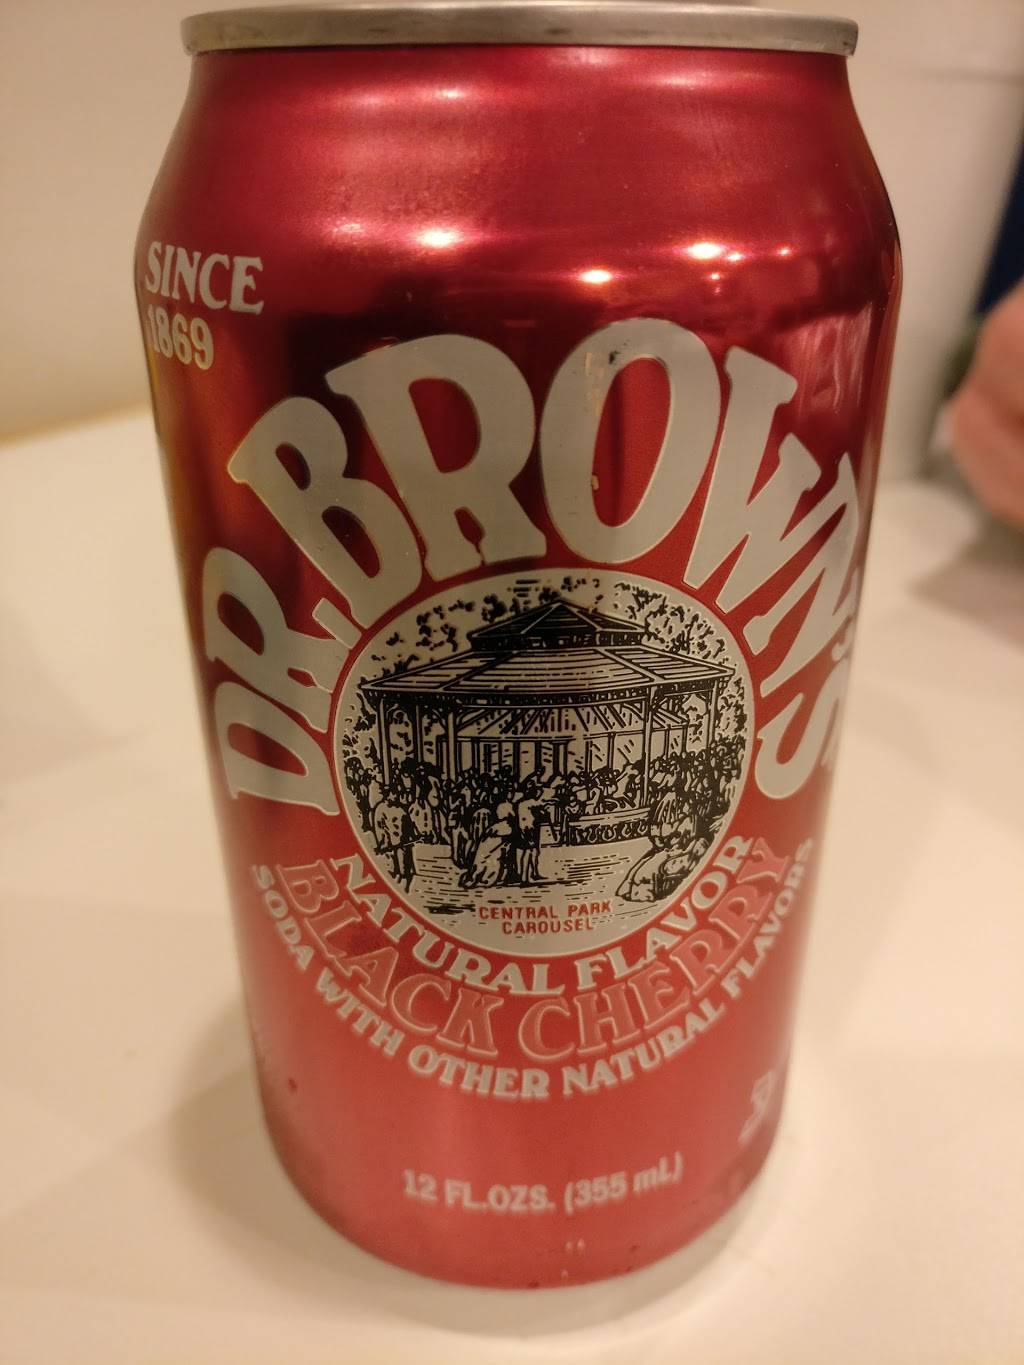 SINCE
1869
DR. BROWN'S
CENTRAL PARK
CAROUSEL
NATURAL FLAVOR
BLACK CHERRY
SODA WITH OTHER NATURAL FLAVORS
12 FL.OZS. (355 mL)